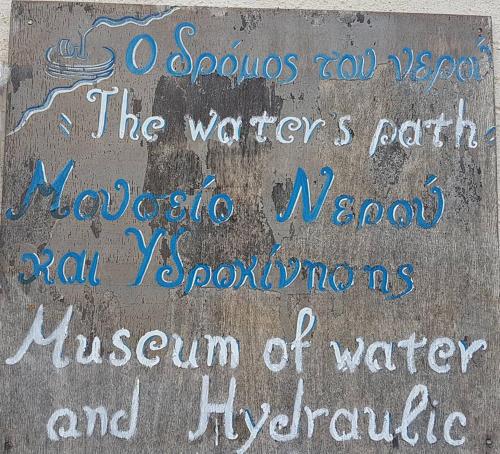 Ο δρόμος του νερού
"The water's path"
Μουσείο Νερού
και Υδροκίνησης
Museum of water
and Hydraulic